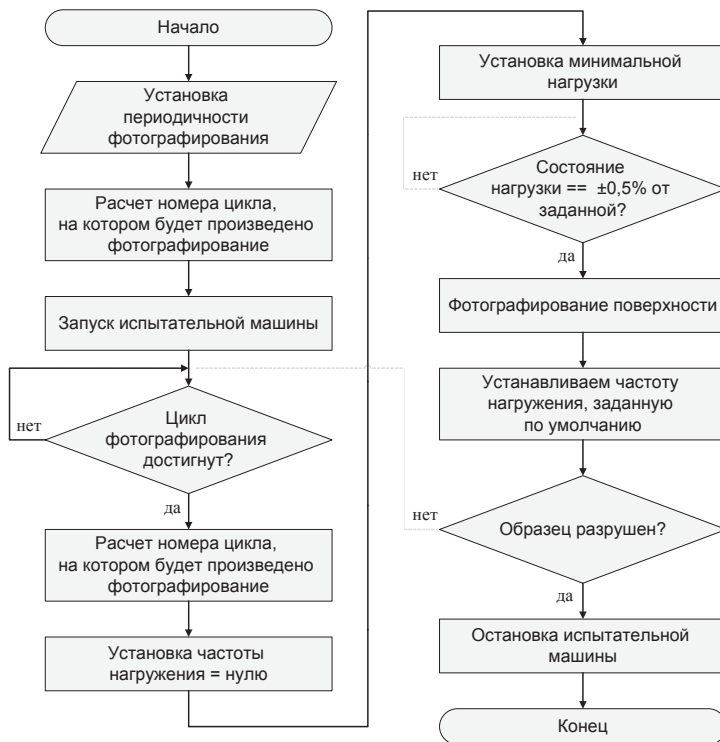 Начало
Установка
периодичности
фотографирования
Расчет номера цикла,
на котором будет произведено
фотографирование
Запуск испытательной машины
нет
Цикл
фотографирования
достигнут?
да
Расчет номера цикла,
на котором будет произведено
фотографирование
Установка частоты
нагружения = нулю
Установка минимальной
нагрузки
нет
Состояние
нагрузки == ±0,5% от
заданной?
да
Фотографирование поверхности
Устанавливаем частоту
нагружения, заданную
по умолчанию
нет
Образец разрушен?
да
Остановка испытательной
машины
Конец